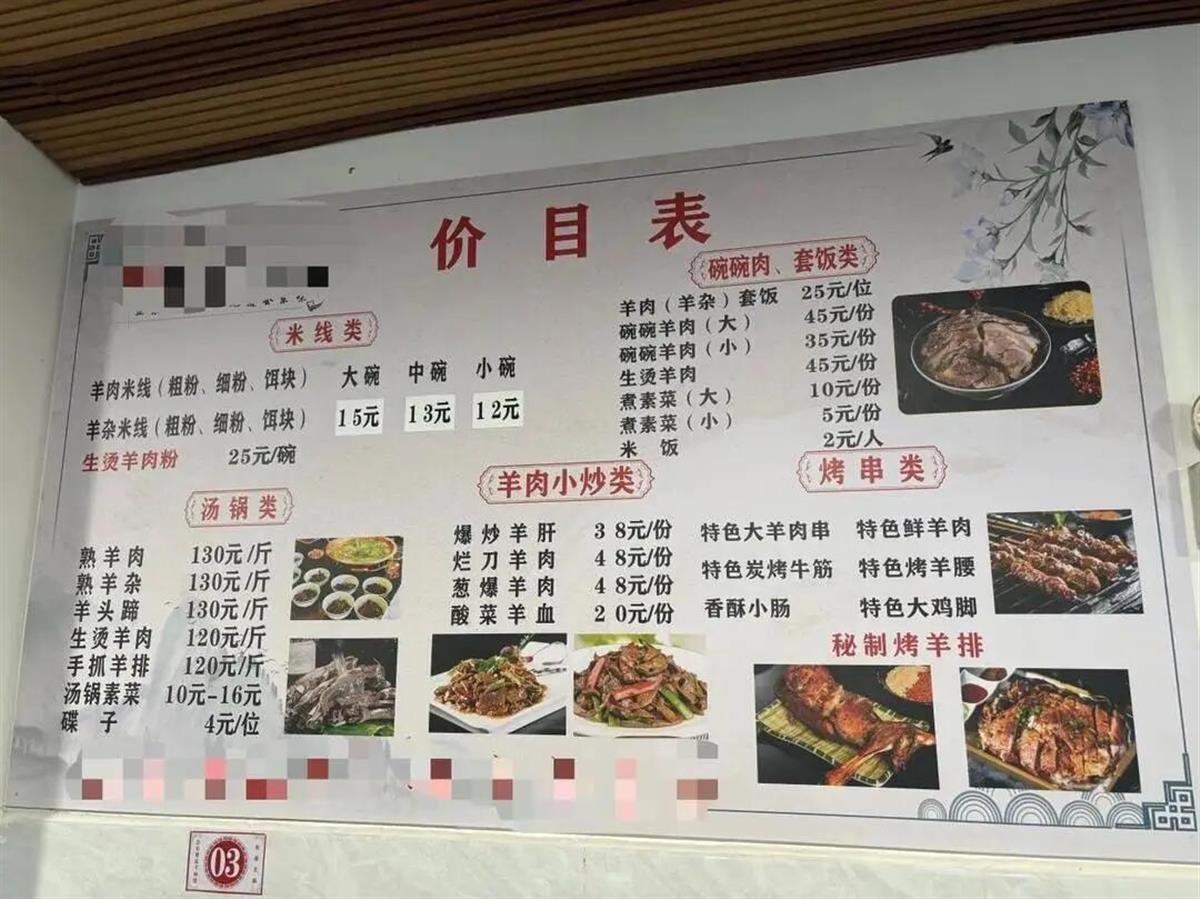 价目表
米线类
大碗 中碗 小碗
羊肉米线（粗粉、细粉、饵块）
羊杂米线（粗粉、细粉、饵块） 15元 13元 12元
生烫羊肉粉 25元/碗
碗碗肉、套饭类
羊肉（羊杂）套饭 25元/位
碗碗羊肉（大） 45元/份
碗碗羊肉（小） 35元/份
生烫羊肉 45元/份
煮素菜（大） 10元/份
煮素菜（小） 5元/份
米饭 2元/人
汤锅类
熟羊肉 130元/斤
熟羊杂 130元/斤
羊头蹄 130元/斤
生烫羊肉 120元/斤
手抓羊排 120元/斤
汤锅素菜 10元-16元
碟子 4元/位
羊肉小炒类
爆炒羊肝 38元/份
烂刀羊肉 48元/份
葱爆羊肉 48元/份
酸菜羊血 20元/份
烤串类
特色大羊肉串 特色鲜羊肉
特色炭烤牛筋 特色烤羊腰
香酥小肠 特色大鸡脚
秘制烤羊排
03